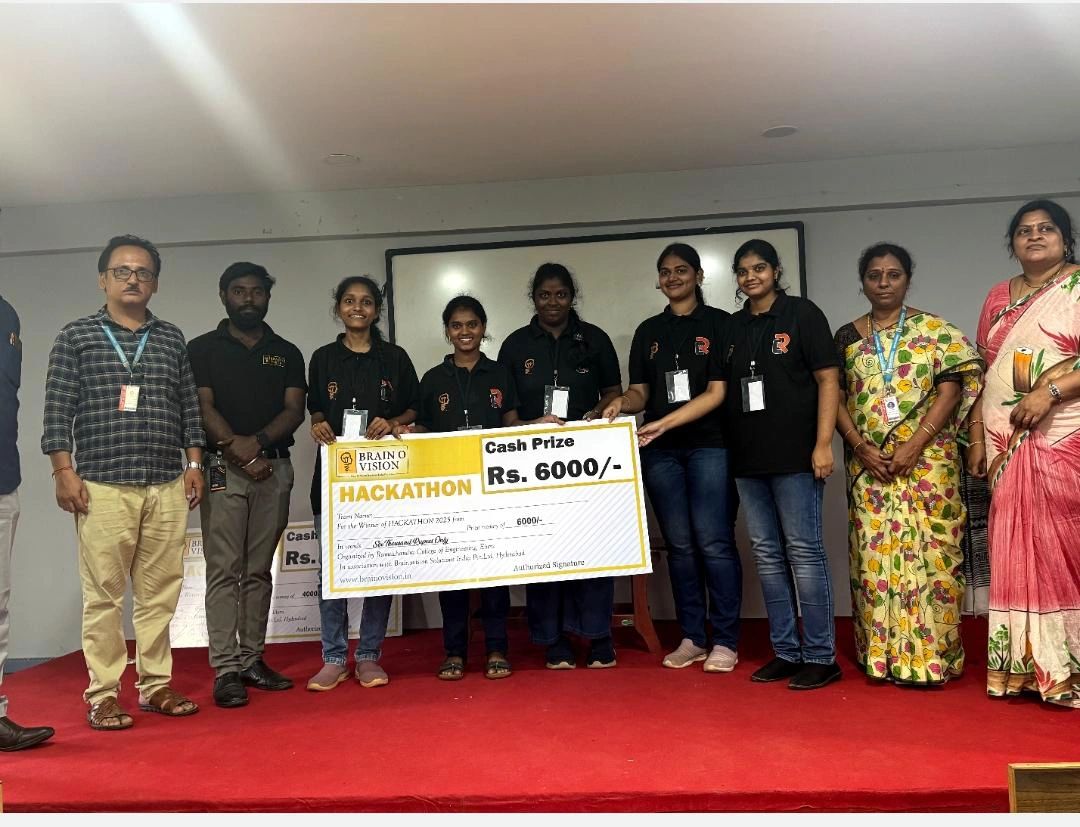 BRAIN O
VISION
HACKATHON
Cash Prize
Rs. 6000/-
Team Name:
For the Winner of HACKATHON 2025 from
Prize money of 6000/-
In words Six Thousand Rupees Only
Organized by Ramachandra College of Engineering, Eluru
In association with Brainovision Solutions India Pvt.Ltd, Hyderabad
www.brainovision.in
Authorized Signature
Cash
Rs.
4000/